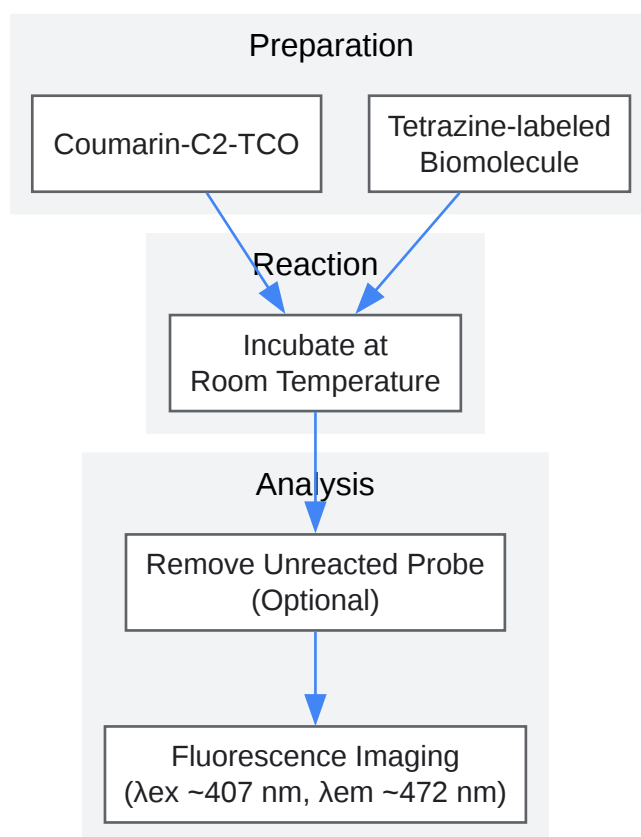 Preparation
Coumarin-C2-TCO
Tetrazine-labeled
Biomolecule
Reaction
Incubate at
Room Temperature
Analysis
Remove Unreacted Probe
(Optional)
Fluorescence Imaging
(λex ~407 nm, λem ~472 nm)